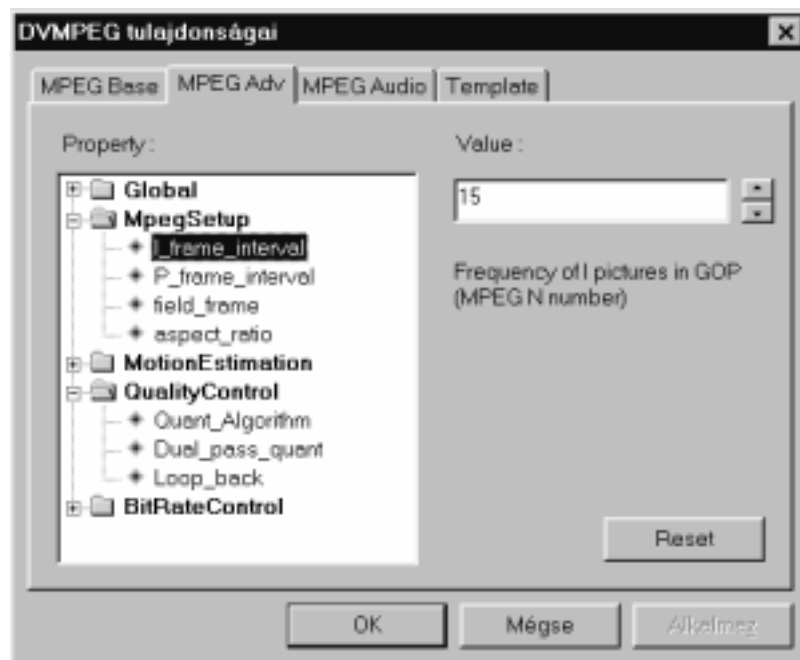 DVMPEG tulajdonságai
MPEG Base MPEG Adv MPEG Audio Template
Property :
Value :
Global
MpegSetup
I_frame_interval
P_frame_interval
field_frame
aspect_ratio
MotionEstimation
QualityControl
Quant_Algorithm
Dual_pass_quant
Loop_back
BitRateControl
15
Frequency of I pictures in GOP
(MPEG N number)
Reset
OK Mégse Alkalmaz